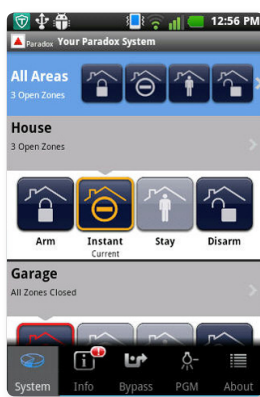 12:56 PM
Paradox Your Paradox System
All Areas
3 Open Zones
House
3 Open Zones
Arm Instant Stay Disarm
Current
Garage
All Zones Closed
System Info Bypass PGM About